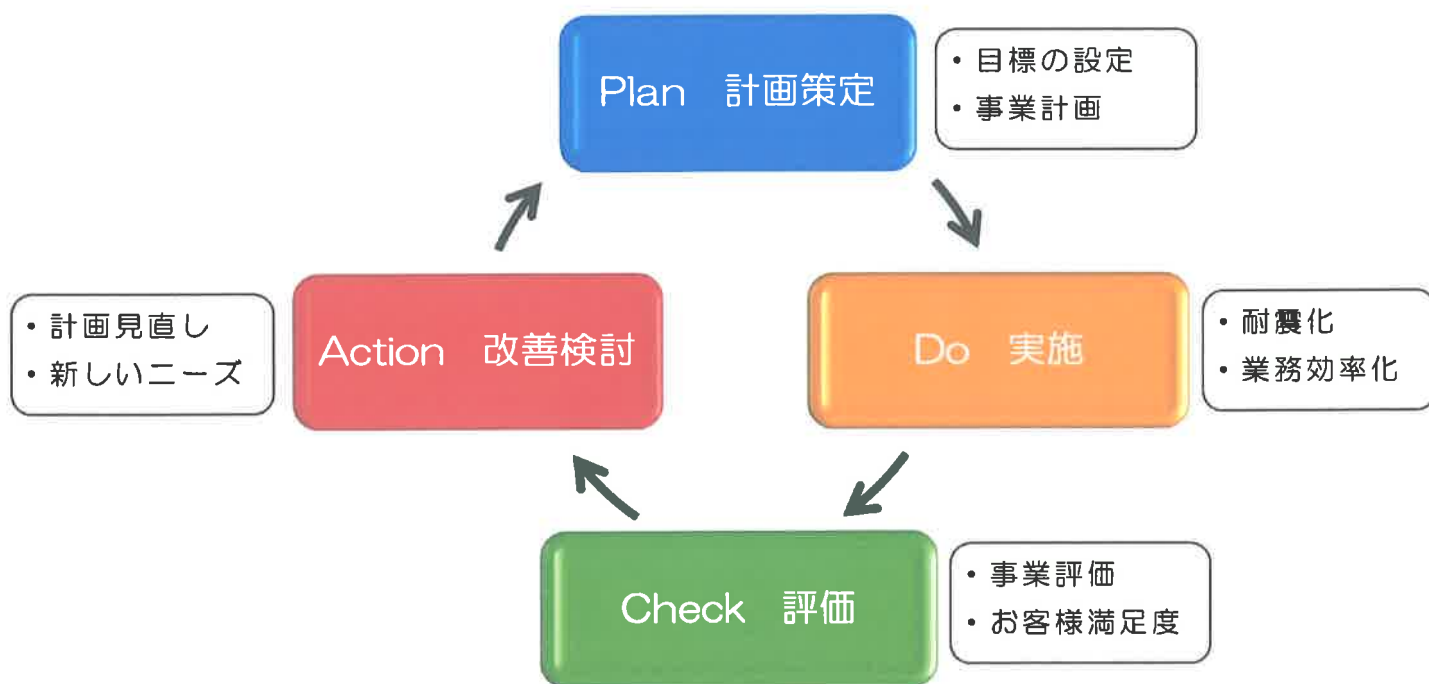 Plan　計画策定
・目標の設定
・事業計画
Do　実施
・耐震化
・業務効率化
Check　評価
・事業評価
・お客様満足度
Action　改善検討
・計画見直し
・新しいニーズ